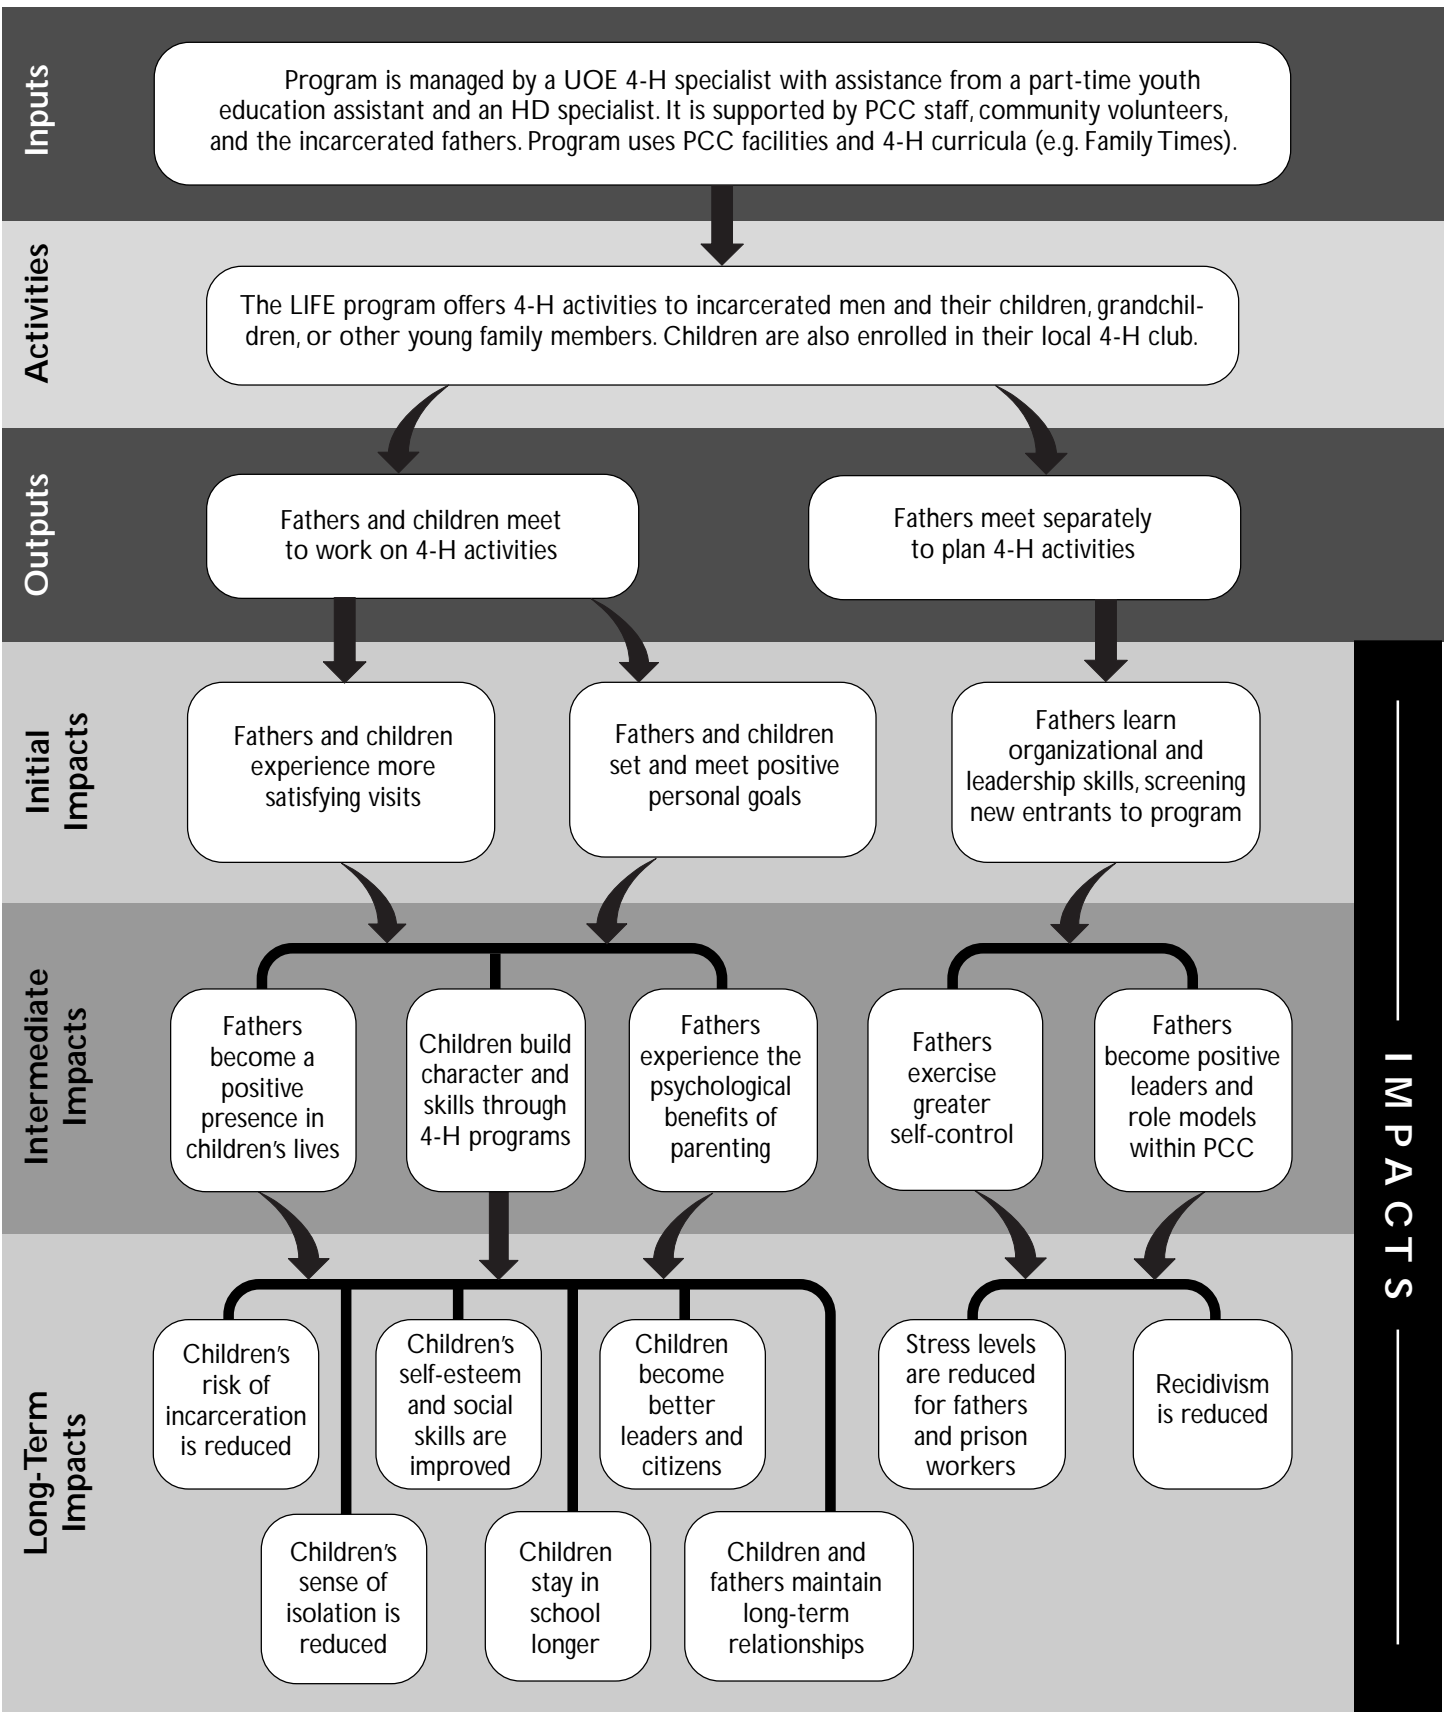 Inputs
Program is managed by a UOE 4-H specialist with assistance from a part-time youth
education assistant and an HD specialist. It is supported by PCC staff, community volunteers,
and the incarcerated fathers. Program uses PCC facilities and 4-H curricula (e.g. Family Times).
Activities
The LIFE program offers 4-H activities to incarcerated men and their children, grandchil-
dren, or other young family members. Children are also enrolled in their local 4-H club.
Outputs
Fathers and children meet
to work on 4-H activities
Fathers meet separately
to plan 4-H activities
Initial
Impacts
Fathers and children
experience more
satisfying visits
Fathers and children
set and meet positive
personal goals
Fathers learn
organizational and
leadership skills, screening
new entrants to program
Intermediate
Impacts
Fathers
become a
positive
presence in
children's lives
Children build
character and
skills through
4-H programs
Fathers
experience the
psychological
benefits of
parenting
Fathers
exercise
greater
self-control
Fathers
become positive
leaders and
role models
within PCC
Long-Term
Impacts
Children's
risk of
incarceration
is reduced
Children's
self-esteem
and social
skills are
improved
Children
become
better
leaders and
citizens
Stress levels
are reduced
for fathers
and prison
workers
Recidivism
is reduced
Children's
sense of
isolation is
reduced
Children
stay in
school
longer
Children and
fathers maintain
long-term
relationships
IMPACTS